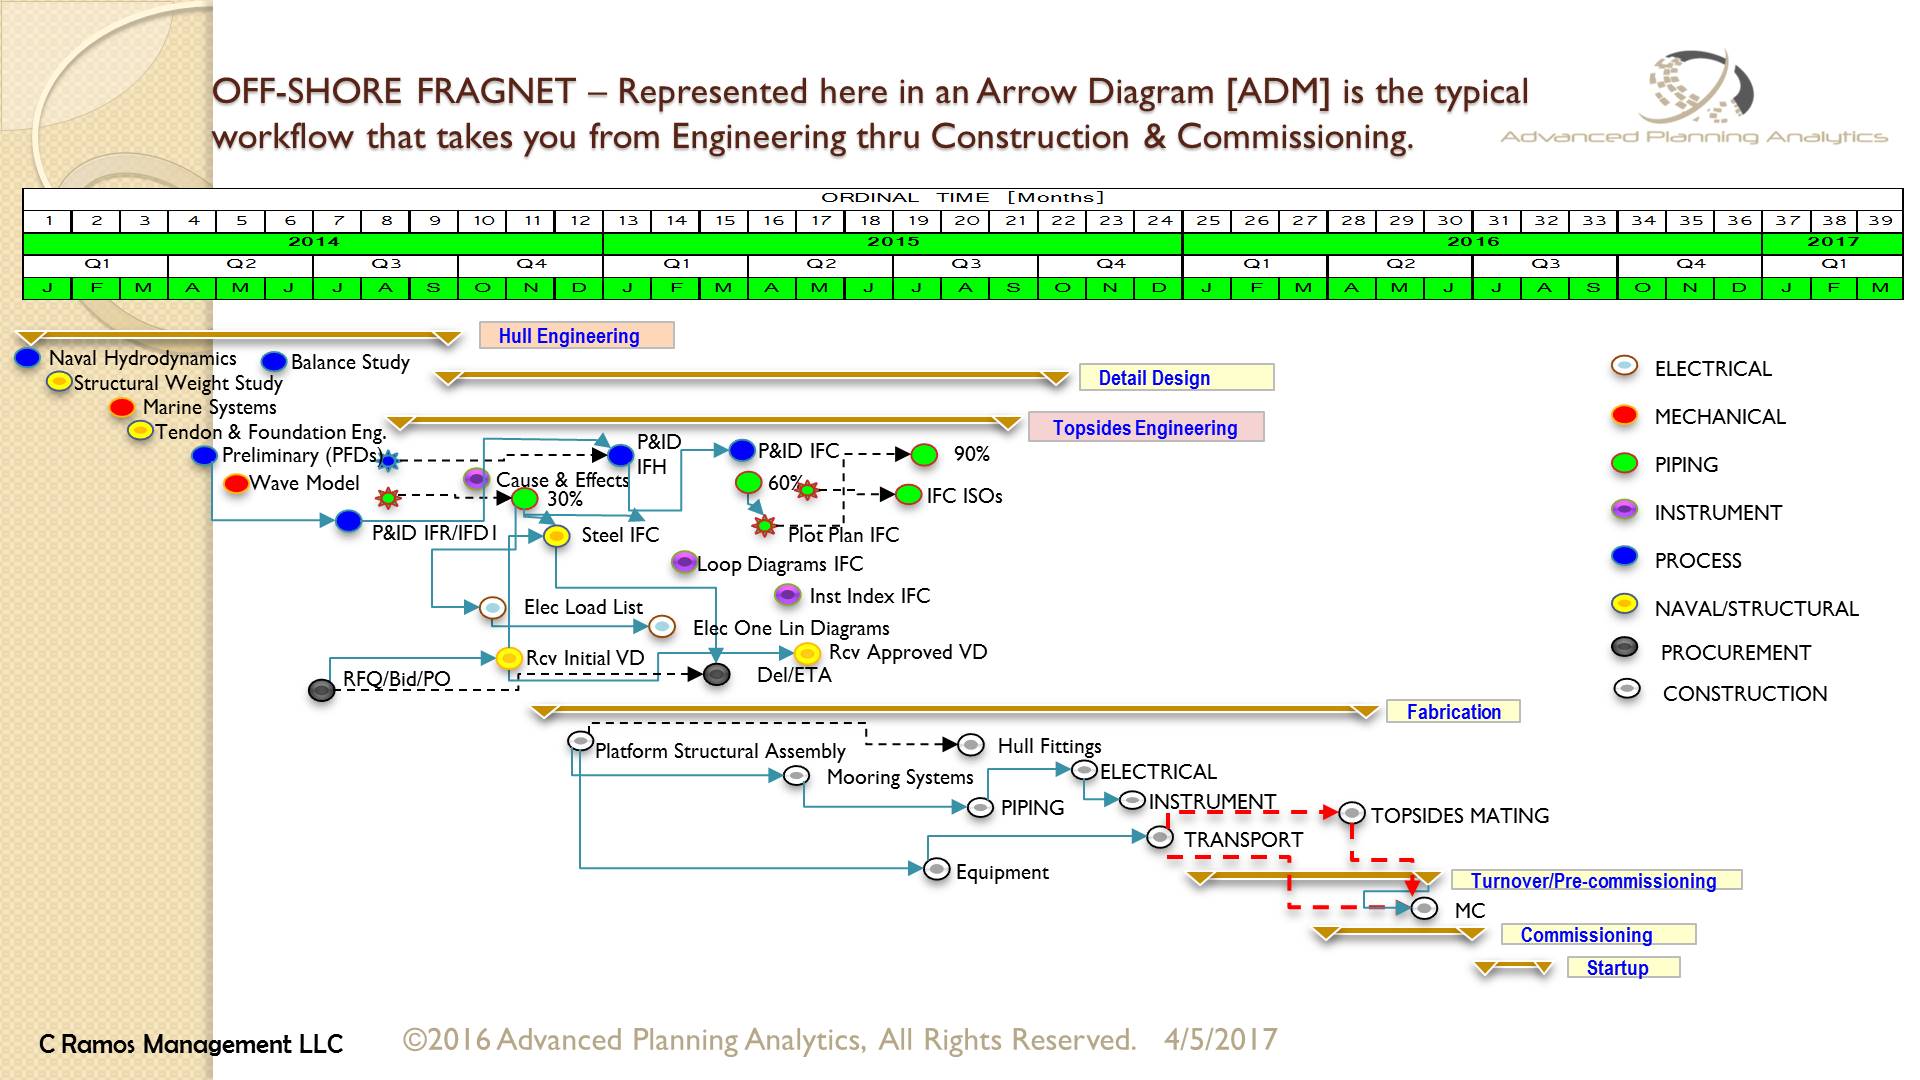 OFF-SHORE FRAGNET – Represented here in an Arrow Diagram [ADM] is the typical
workflow that takes you from Engineering thru Construction & Commissioning.
Advanced Planning Analytics
ORDINAL TIME [Months]
1 2 3 4 5 6 7 8 9 10 11 12 13 14 15 16 17 18 19 20 21 22 23 24 25 26 27 28 29 30 31 32 33 34 35 36 37 38 39
2014 2015 2016 2017
Q1 Q2 Q3 Q4 Q1 Q2 Q3 Q4 Q1 Q2 Q3 Q4 Q1
J F M A M J J A S O N D J F M A M J J A S O N D J F M A M J J A S O N D J F M
Hull Engineering
Naval Hydrodynamics
Balance Study
Structural Weight Study
Detail Design
Marine Systems
Topsides Engineering
Tendon & Foundation Eng.
Preliminary (PFDs)
P&ID
IFH
P&ID IFC
90%
Wave Model
Cause & Effects
60%
IFC ISOs
30%
P&ID IFR/IFDI
Steel IFC
Plot Plan IFC
Loop Diagrams IFC
Elec Load List
Inst Index IFC
Elec One Lin Diagrams
Rcv Initial VD
Rcv Approved VD
RFQ/Bid/PO
Del/ETA
Fabrication
Platform Structural Assembly
Hull Fittings
Mooring Systems
ELECTRICAL
PIPING
INSTRUMENT
TOPSIDES MATING
Equipment
TRANSPORT
Turnover/Pre-commissioning
MC
Commissioning
Startup
ELECTRICAL
MECHANICAL
PIPING
INSTRUMENT
PROCESS
NAVAL/STRUCTURAL
PROCUREMENT
CONSTRUCTION
C Ramos Management LLC
©2016 Advanced Planning Analytics, All Rights Reserved. 4/5/2017